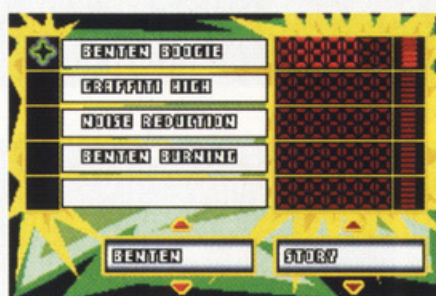 BENTEN BOOGIE
GRAFFITI HIGH
NOISE REDUCTION
BENTEN BURNING
BENTEN
STORY